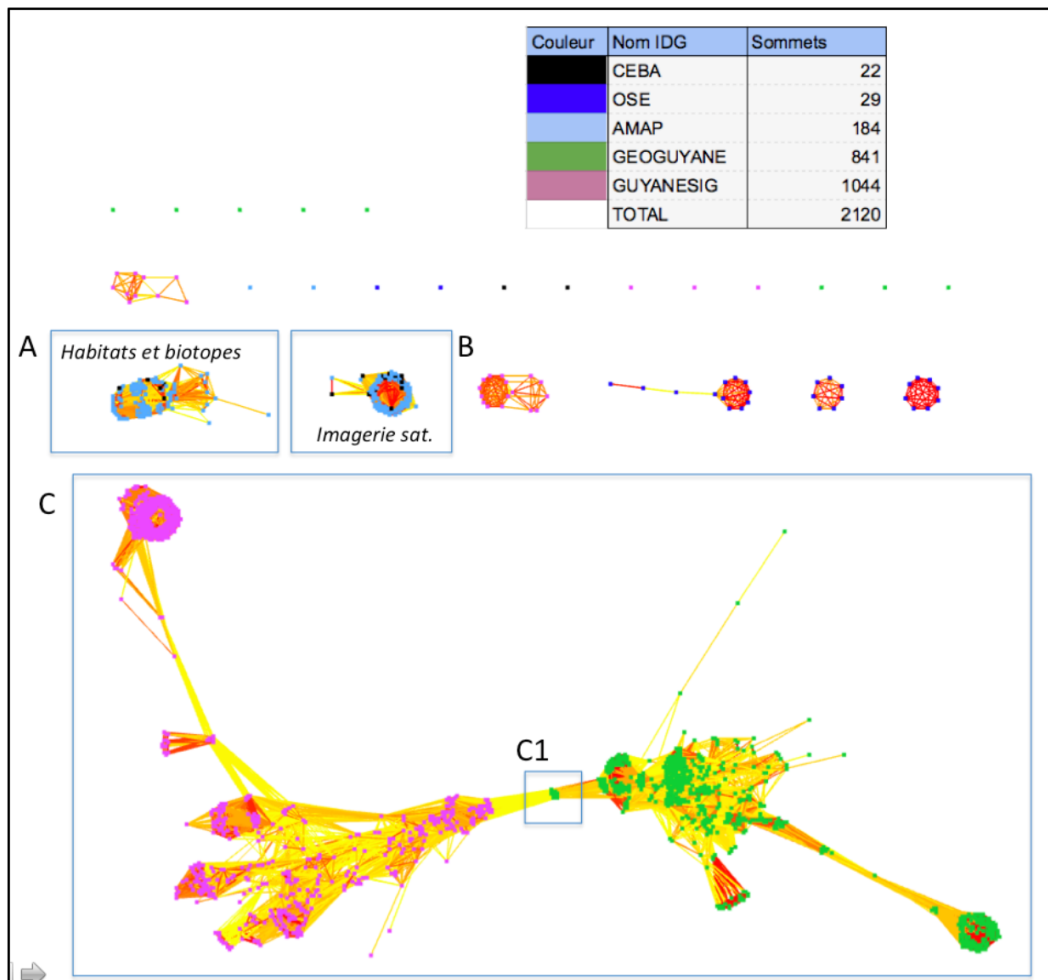 Couleur Nom IDG Sommets
CEBA 22
OSE 29
AMAP 184
GEOGUYANE 841
GUYANESIG 1044
TOTAL 2120
A
Habitats et biotopes
Imagerie sat.
B
C
C1